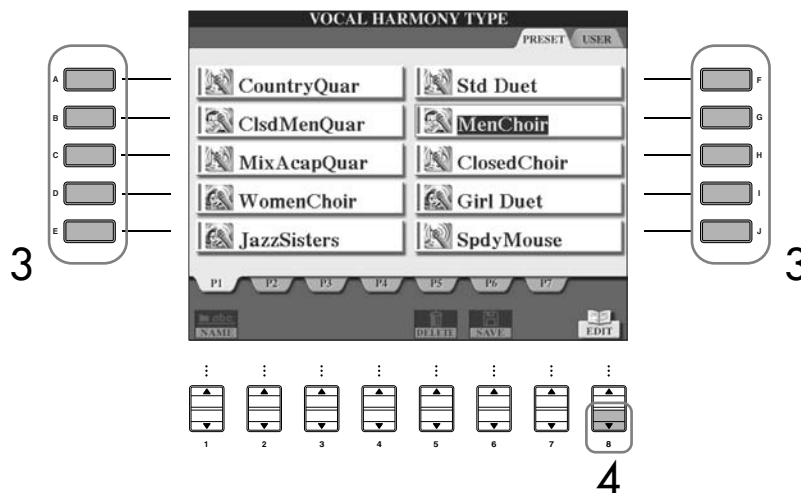 VOCAL HARMONY TYPE
PRESET USER
A CountryQuar Std Duet F
B ClsdMenQuar MenChoir G
C MixAcapQuar ClosedChoir H
D WomenChoir Girl Duet I
E JazzSisters SpdyMouse J
3 3
P1 P2 P3 P4 P5 P6 P7
abc
NAME DELETE SAVE EDIT
1 2 3 4 5 6 7 8
4